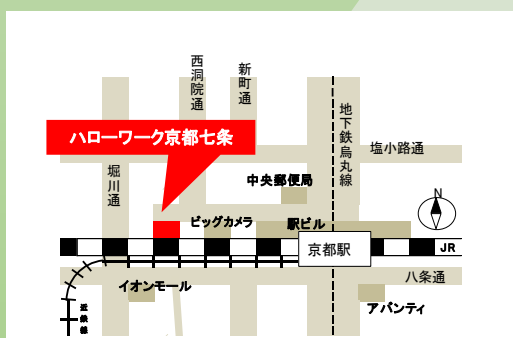 西洞院通
新町通
ハローワーク京都七条
地下鉄烏丸線
塩小路通
堀川通
中央郵便局
N
ビッグカメラ
駅ビル
京都駅
JR
八条通
イオンモール
アバンティ
近鉄線